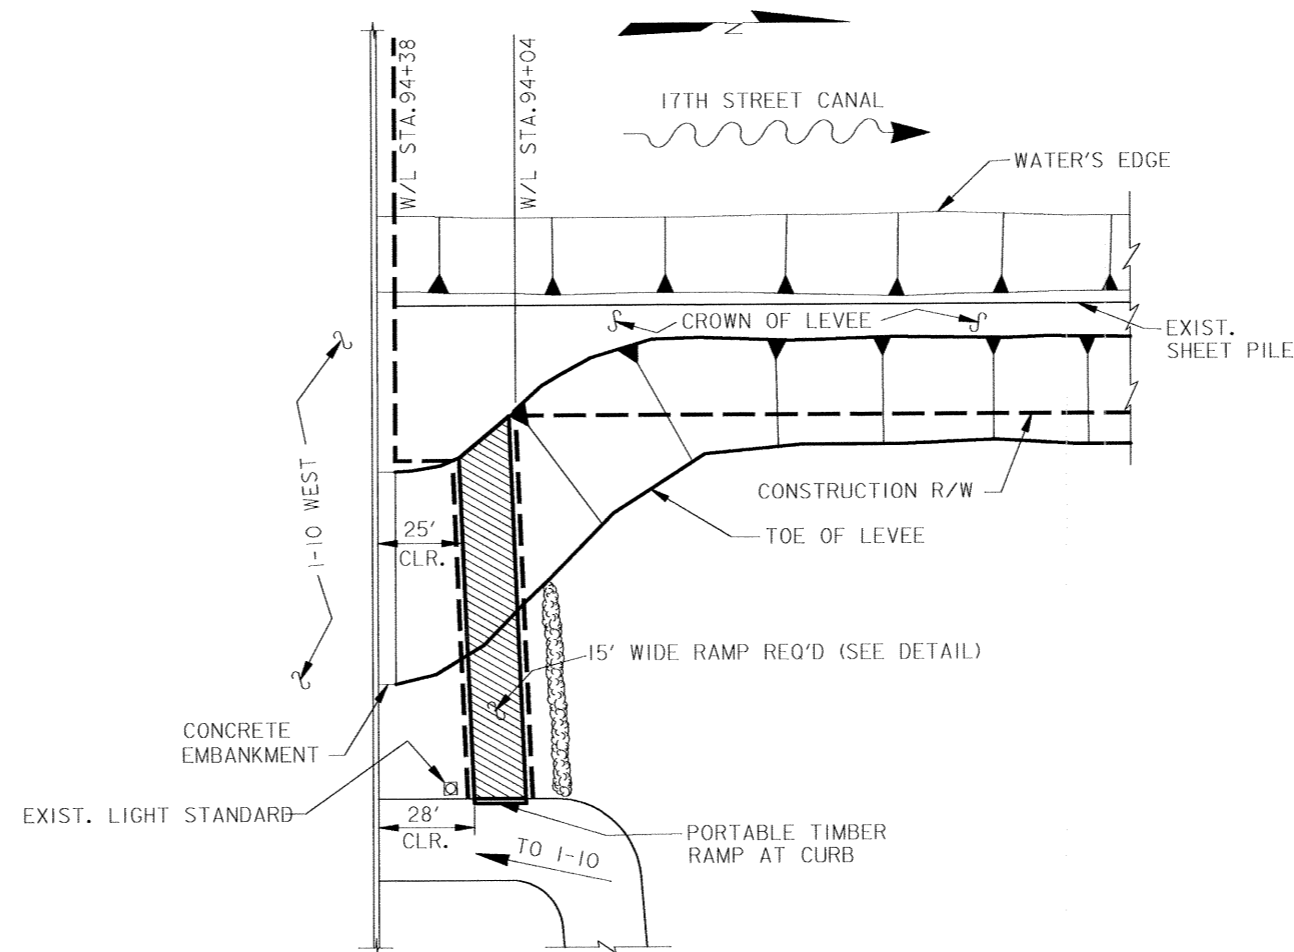 N
W/L STA.94+38
W/L STA.94+04
17TH STREET CANAL
WATER'S EDGE
CROWN OF LEVEE
EXIST.
SHEET PILE
I-10 WEST
CONSTRUCTION R/W
25'
CLR.
TOE OF LEVEE
15' WIDE RAMP REQ'D (SEE DETAIL)
CONCRETE
EMBANKMENT
EXIST. LIGHT STANDARD
28'
CLR.
TO I-10
PORTABLE TIMBER
RAMP AT CURB